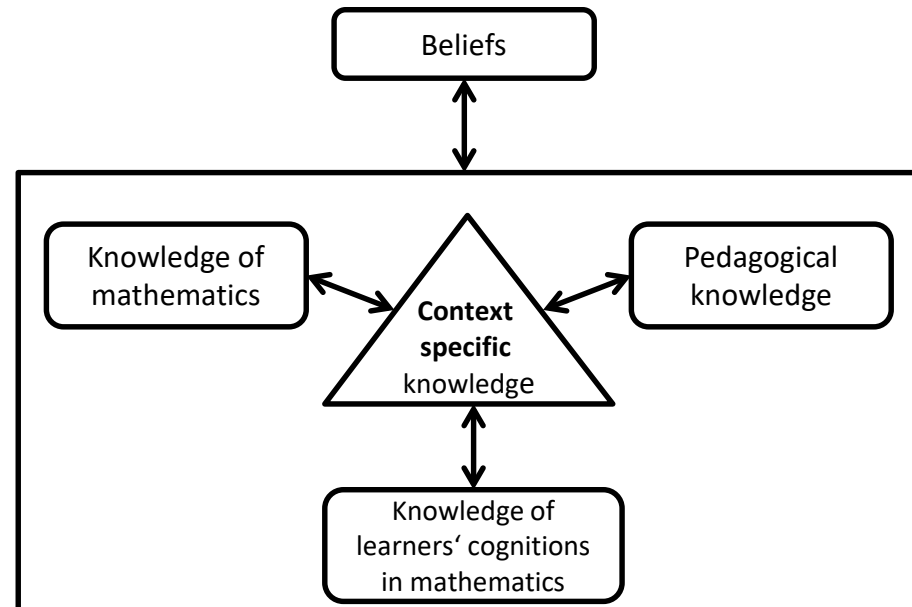 Beliefs
Knowledge of
mathematics
Pedagogical
knowledge
Context
specific
knowledge
Knowledge of
learners‘ cognitions
in mathematics